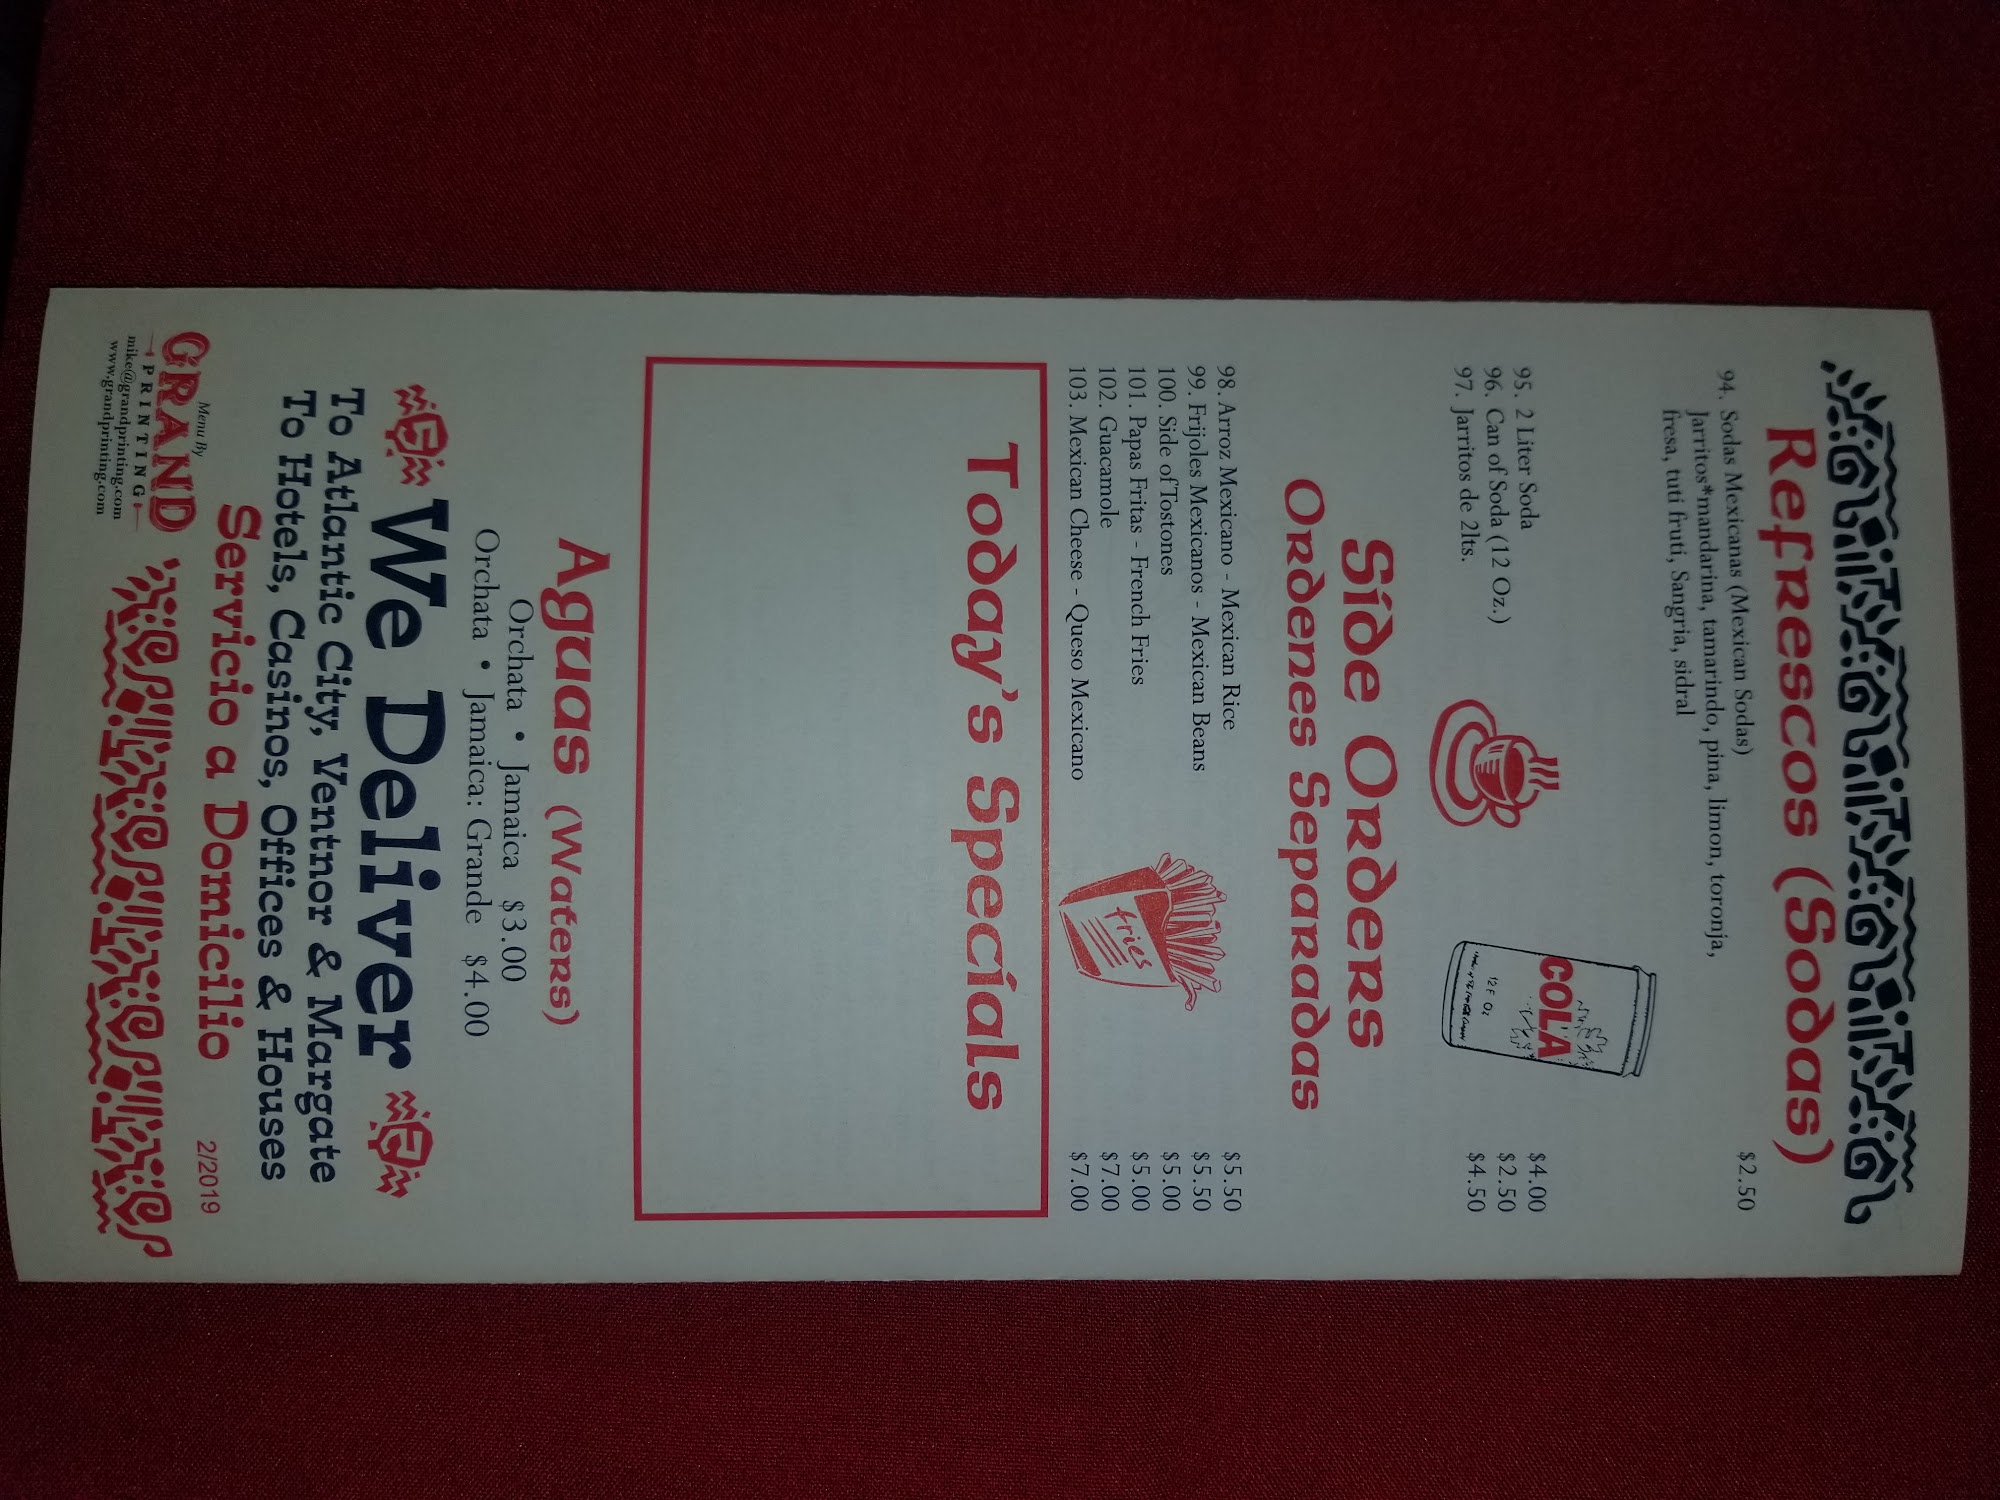 Refrescos (Sodas)
94. Sodas Mexicanas (Mexican Sodas) $2.50
Jarritos*mandarina, tamarindo, pina, limon, toronja,
fresa, tuti fruti, Sangria, sidral
COLA
12 F Oz
95. 2 Liter Soda $4.00
96. Can of Soda (12 Oz.) $2.50
97. Jarritos de 2lts. $4.50
Side Orders
Ordenes Separadas
98. Arroz Mexicano - Mexican Rice $5.50
99. Frijoles Mexicanos - Mexican Beans $5.50
100. Side of Tostones $5.00
101. Papas Fritas - French Fries $5.00
102. Guacamole $7.00
103. Mexican Cheese - Queso Mexicano $7.00
fries
Today's Specials
Aguas (Waters)
Orchata • Jamaica $3.00
Orchata • Jamaica: Grande $4.00
We Deliver
To Atlantic City, Ventnor & Margate
To Hotels, Casinos, Offices & Houses
Servicio a Domicilio
2/2019
Menu By
GRAND
PRINTING
mike@grandprinting.com
www.grandprinting.com